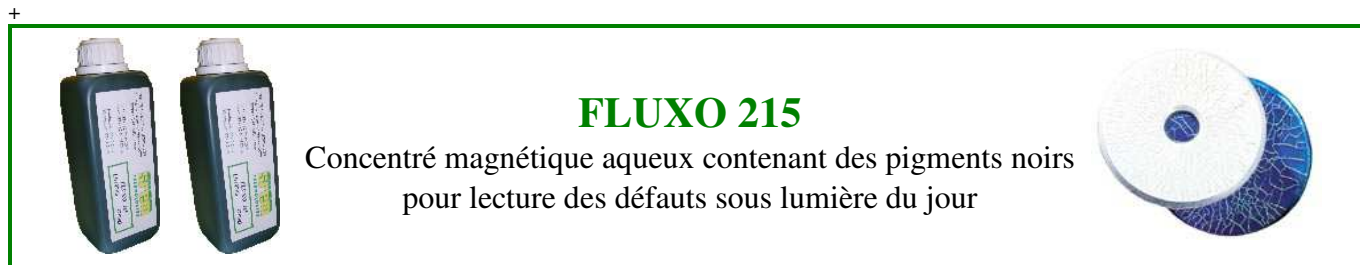 +
FLUXO 215
Concentré magnétique aqueux contenant des pigments noirs
pour lecture des défauts sous lumière du jour